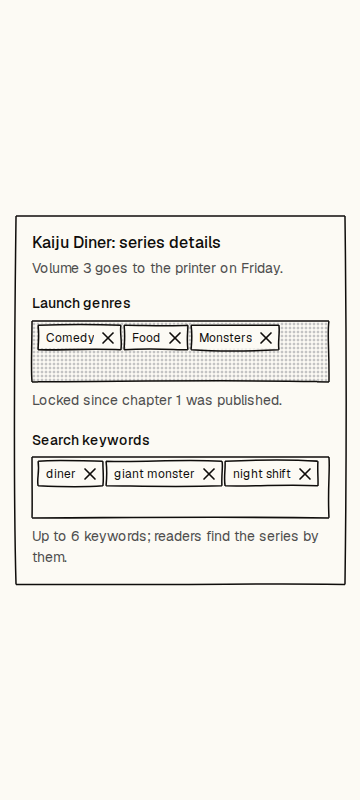 Kaiju Diner: series details
Volume 3 goes to the printer on Friday.
Launch genres
Comedy Food Monsters
Locked since chapter 1 was published.
Search keywords
diner giant monster night shift
Up to 6 keywords; readers find the series by
them.